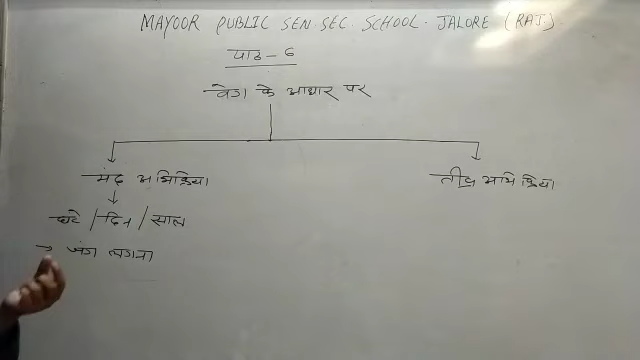 MAYOOR PUBLIC SEN. SEC. SCHOOL. JALORE (RAJ).
पाठ - 6
वेग के आधार पर
मंद अभिक्रिया
तीव्र अभिक्रिया
घंटे / दिन / साल
→ जंग लगना